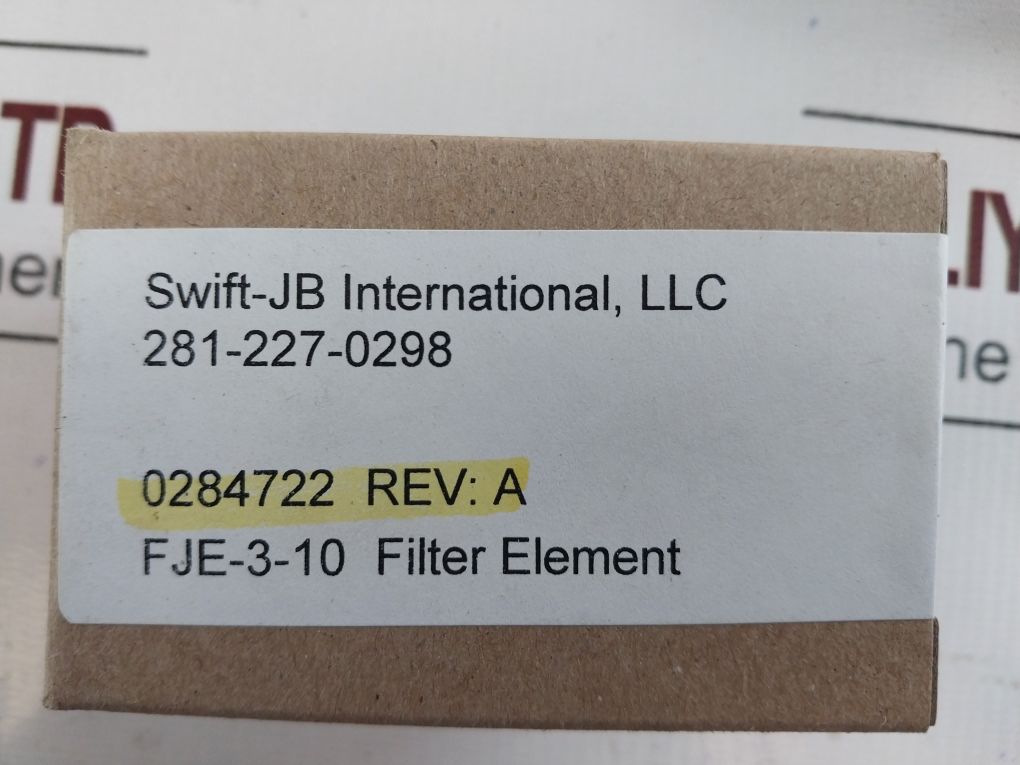 Swift-JB International, LLC
281-227-0298
0284722 REV: A
FJE-3-10 Filter Element